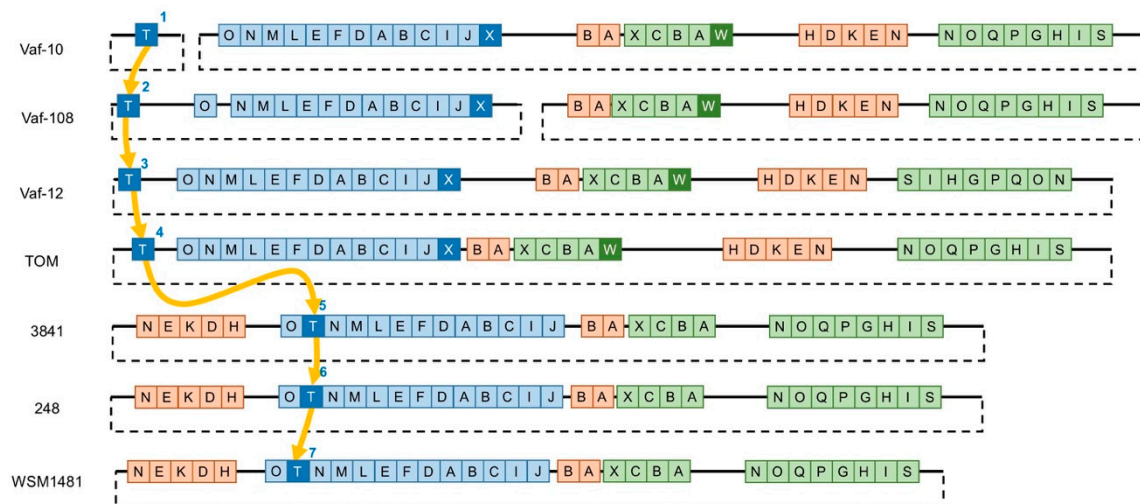 1
Vaf-10 T O N M L E F D A B C I J X B A X C B A W H D K E N N O Q P G H I S
2
Vaf-108 T O N M L E F D A B C I J X B A X C B A W H D K E N N O Q P G H I S
3
Vaf-12 T O N M L E F D A B C I J X B A X C B A W H D K E N S I H G P Q O N
4
TOM T O N M L E F D A B C I J X B A X C B A W H D K E N N O Q P G H I S
5
3841 N E K D H O T N M L E F D A B C I J B A X C B A N O Q P G H I S
6
248 N E K D H O T N M L E F D A B C I J B A X C B A N O Q P G H I S
7
WSM1481 N E K D H O T N M L E F D A B C I J B A X C B A N O Q P G H I S